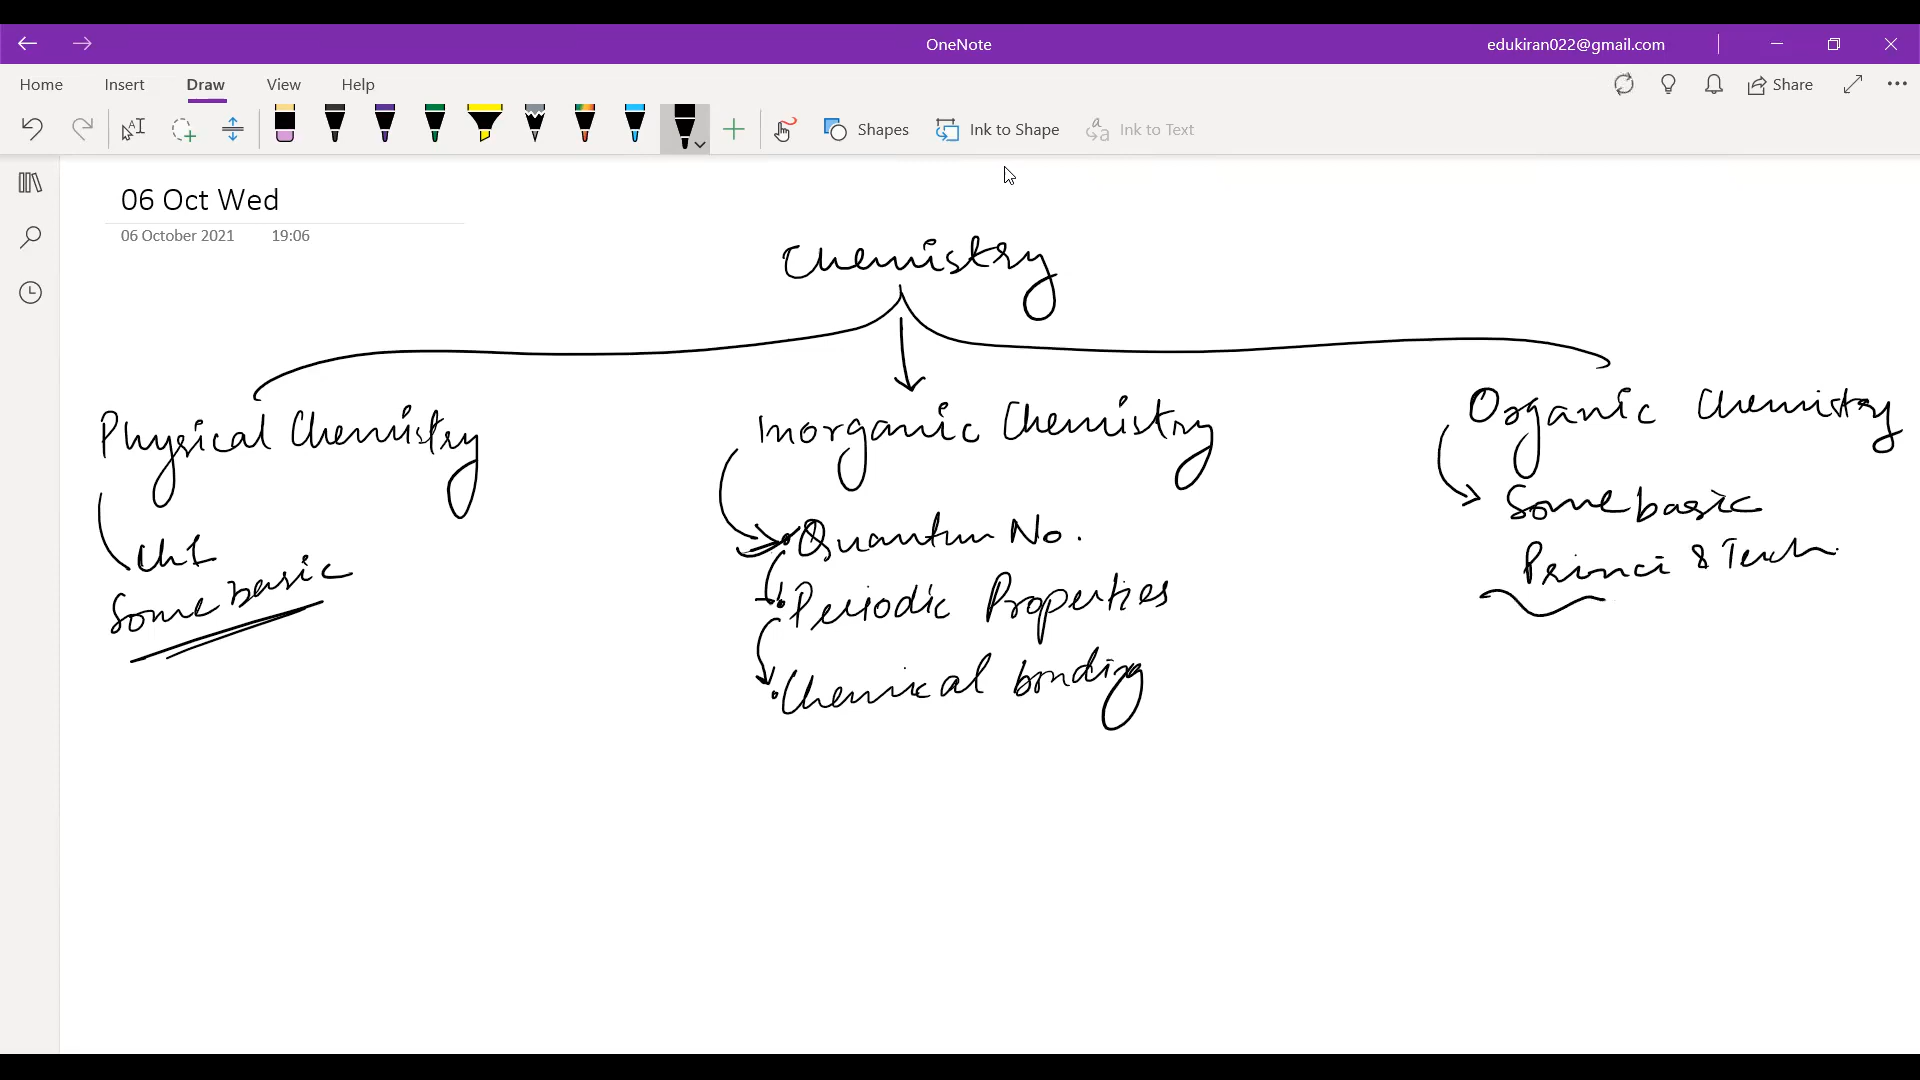 OneNote
edukiran022@gmail.com
Home Insert Draw View Help
Share
Shapes Ink to Shape Ink to Text
06 Oct Wed
06 October 2021 19:06
Chemistry
Physical Chemistry
Inorganic Chemistry
Organic Chemistry
Ch1
Some basic
Quantum No.
Periodic Properties
Chemical bonding
Some basic
Princi & Tech